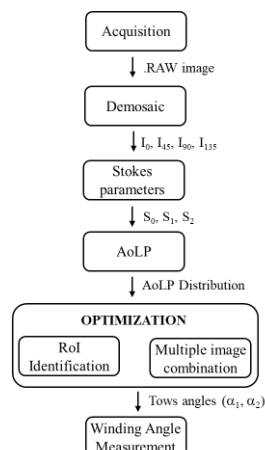 Acquisition
.RAW image
Demosaic
I0, I45, I90, I135
Stokes
parameters
S0, S1, S2
AoLP
AoLP Distribution
OPTIMIZATION
RoI
Identification
Multiple image
combination
Tows angles (α1, α2)
Winding Angle
Measurement